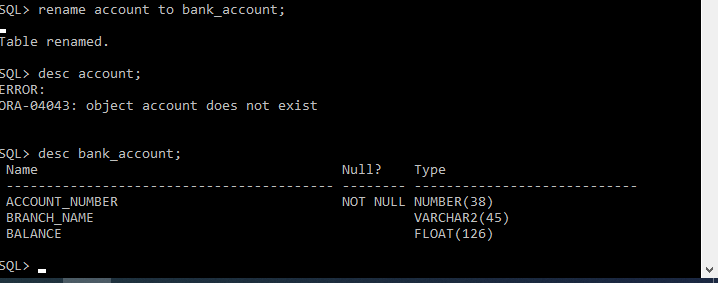 SQL> rename account to bank_account;
Table renamed.
SQL> desc account;
ERROR:
ORA-04043: object account does not exist
SQL> desc bank_account;
Name Null? Type
----------------------------------------- -------- ----------------------------
ACCOUNT_NUMBER NOT NULL NUMBER(38)
BRANCH_NAME VARCHAR2(45)
BALANCE FLOAT(126)
SQL>